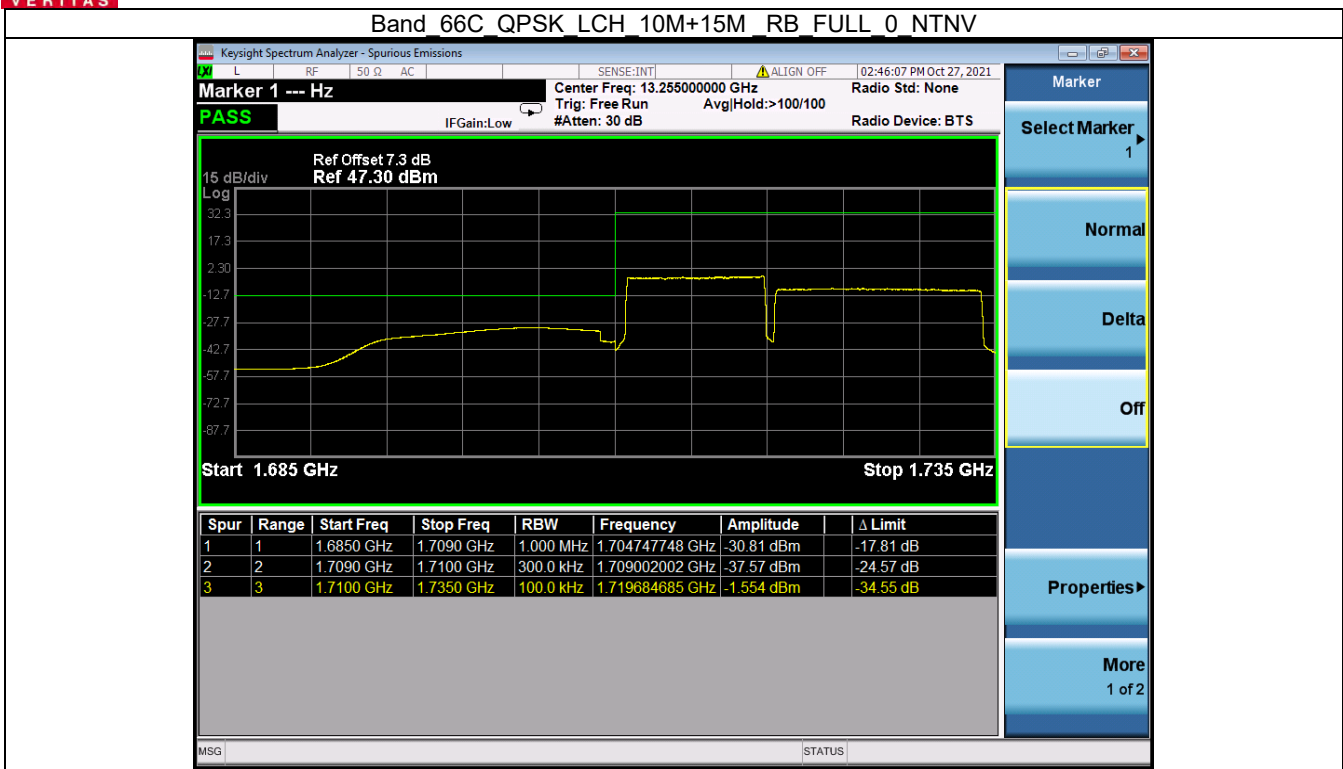 VERITAS
Band_66C_QPSK_LCH_10M+15M _RB_FULL_0_NTNV
Keysight Spectrum Analyzer - Spurious Emissions
LXI L RF 50 Ω AC SENSE:INT ALIGN OFF 02:46:07 PM Oct 27, 2021
Marker 1 --- Hz
Center Freq: 13.255000000 GHz
Radio Std: None
Trig: Free Run Avg|Hold:>100/100
PASS
IFGain:Low
#Atten: 30 dB
Radio Device: BTS
Ref Offset 7.3 dB
15 dB/div Ref 47.30 dBm
Log
32.3
17.3
2.30
-12.7
-27.7
-42.7
-57.7
-72.7
-87.7
Start 1.685 GHz Stop 1.735 GHz
Spur Range Start Freq Stop Freq RBW Frequency Amplitude Δ Limit
1 1 1.6850 GHz 1.7090 GHz 1.000 MHz 1.704747748 GHz -30.81 dBm -17.81 dB
2 2 1.7090 GHz 1.7100 GHz 300.0 kHz 1.709002002 GHz -37.57 dBm -24.57 dB
3 3 1.7100 GHz 1.7350 GHz 100.0 kHz 1.719684685 GHz -1.554 dBm -34.55 dB
MSG STATUS
Marker
Select Marker
1
Normal
Delta
Off
Properties
More
1 of 2